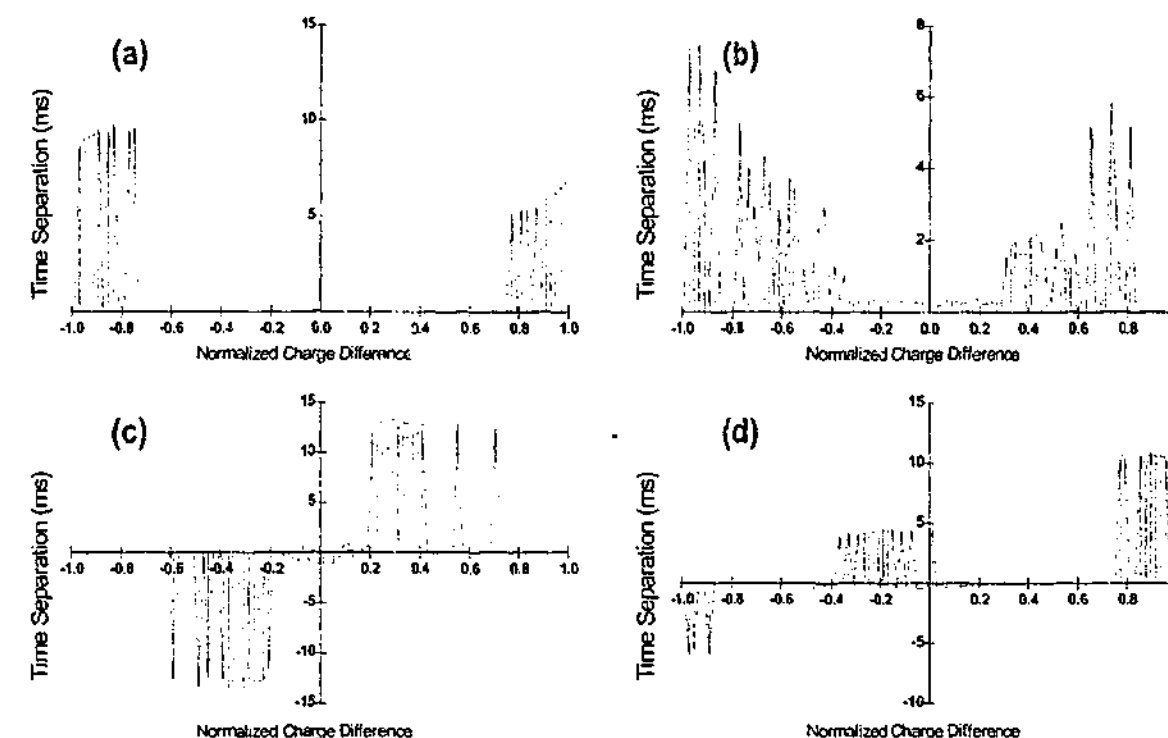 (a)
Time Separation (ms)
15
10
5
-1.0 -0.8 -0.6 -0.4 -0.2 0.0 0.2 0.4 0.6 0.8 1.0
Normalized Charge Difference
(b)
Time Separation (ms)
8
6
4
2
-1.0 -0.8 -0.6 -0.4 -0.2 0.0 0.2 0.4 0.6 0.8
Normalized Charge Difference
(c)
Time Separation (ms)
15
10
5
-1.0 -0.8 -0.6 -0.4 -0.2 0.0 0.2 0.4 0.6 0.8 1.0
-5
-10
-15
Normalized Charge Difference
(d)
Time Separation (ms)
15
10
5
-1.0 -0.8 -0.6 -0.4 -0.2 0.2 0.4 0.6 0.8
-5
-10
Normalized Charge Difference